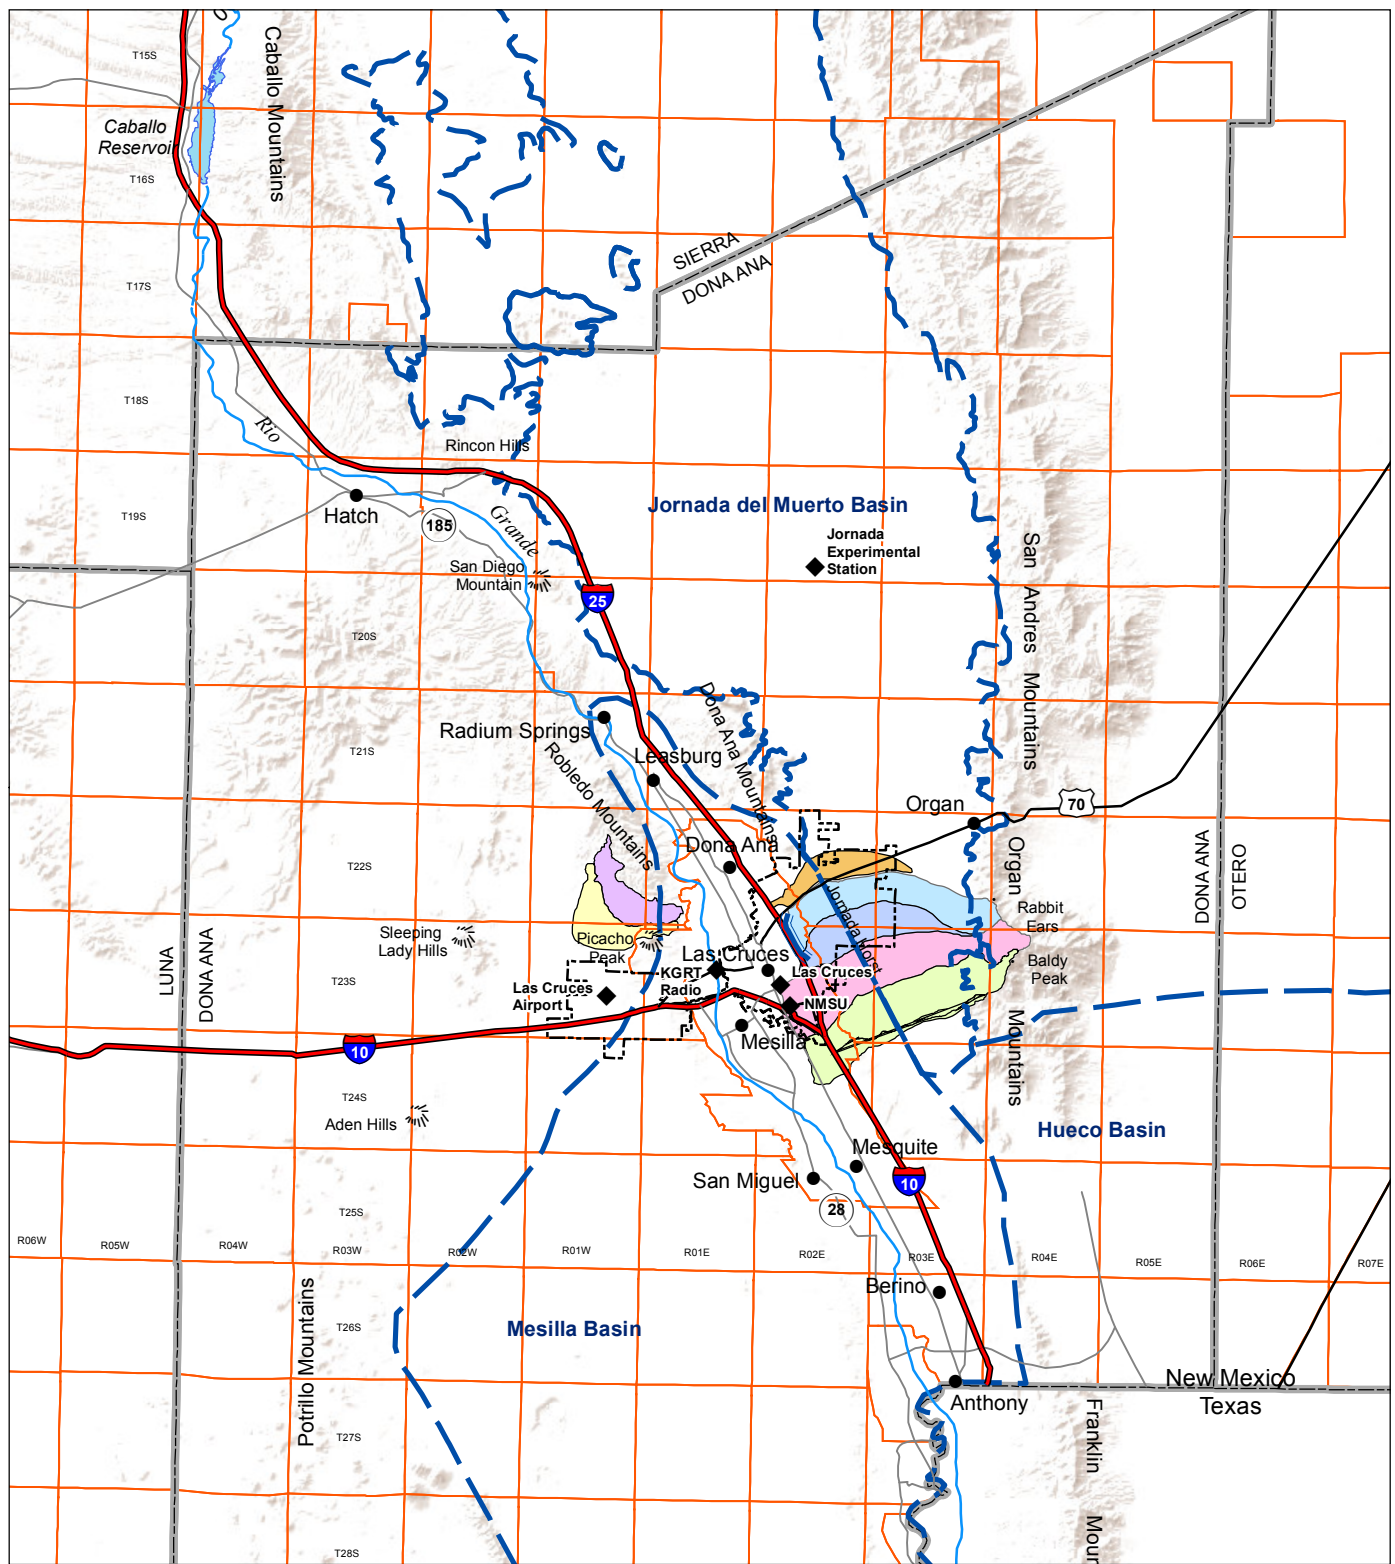 T15S
Caballo
Reservoir
Caballo Mountains
T16S
SIERRA
DONA ANA
T17S
T18S
Rio
Rincon Hills
Hatch
185
Grande
Jornada del Muerto Basin
Jornada
Experimental
Station
T19S
San Diego
Mountain
25
San Andres Mountains
T20S
Radium Springs
Leasburg
Dona Ana Mountains
Robledo Mountains
T21S
Organ
70
Dona Ana
T22S
Organ
Mountains
Jornada Horst
Rabbit
Ears
DONA ANA
OTERO
Sleeping
Lady Hills
Picacho
Peak
Las Cruces
Baldy
Peak
LUNA
DONA ANA
T23S
KGRT
Radio
Las Cruces
Las Cruces
Airport
NMSU
Mesilla
10
T24S
Aden Hills
Hueco Basin
Mesquite
San Miguel
10
28
T25S
R06W
R05W
R04W
R03W
R02W
R01W
R01E
R02E
R03E
R04E
R05E
R06E
R07E
Berino
Mesilla Basin
T26S
Potrillo Mountains
New Mexico
Texas
Anthony
Franklin
Mour
T27S
T28S